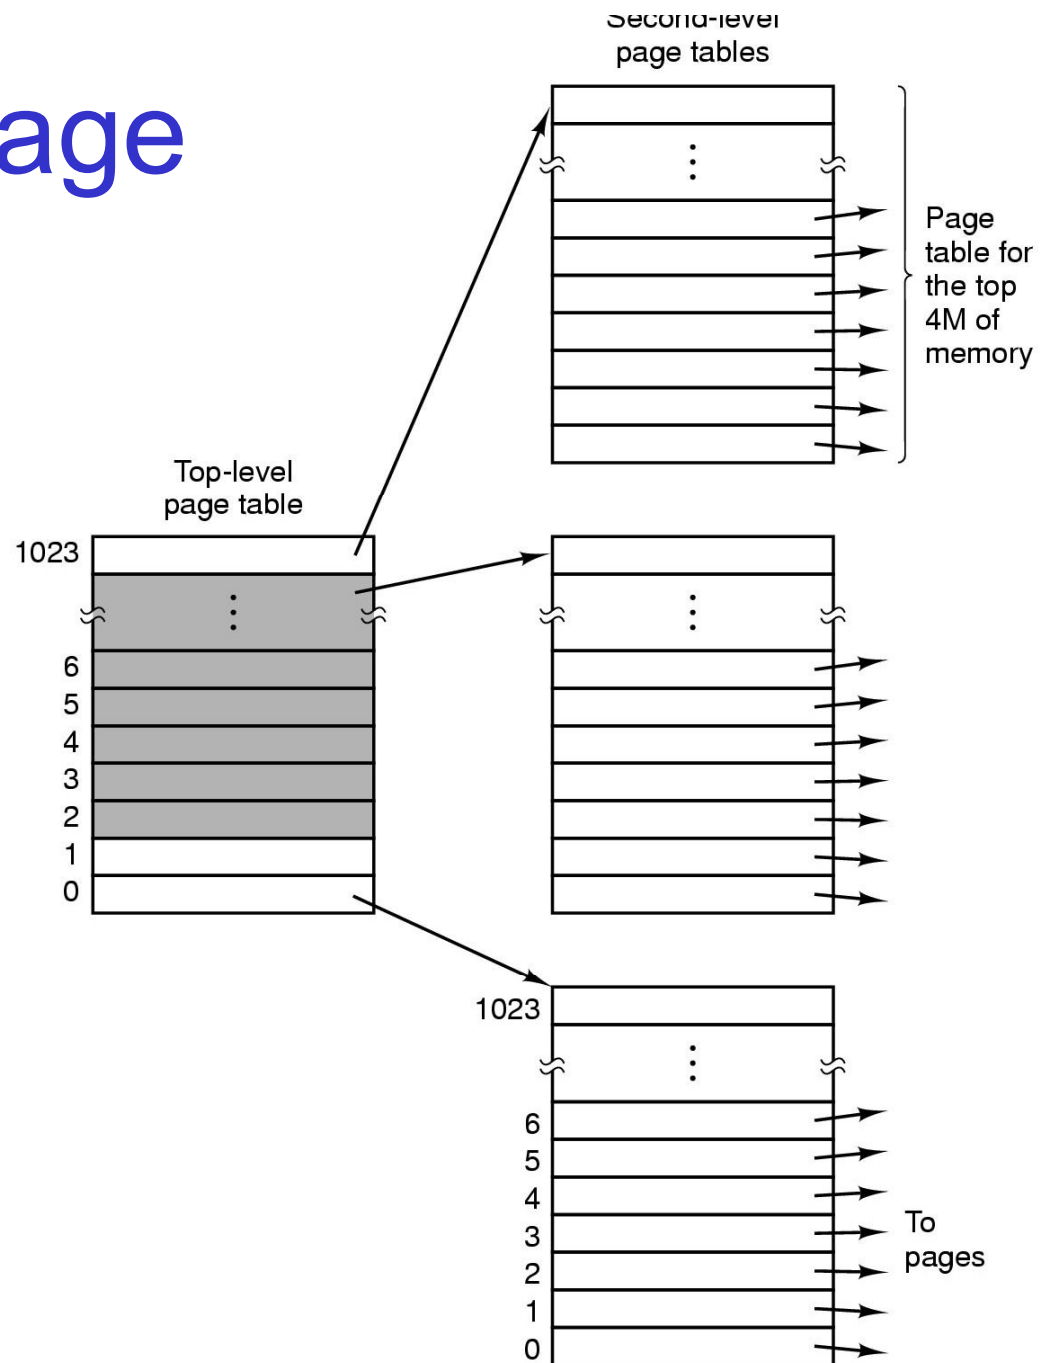 Second-level
page tables
age
Page
table for
the top
4M of
memory
Top-level
page table
1023
6
5
4
3
2
1
0
1023
6
5
4
3
2
1
0
To
pages